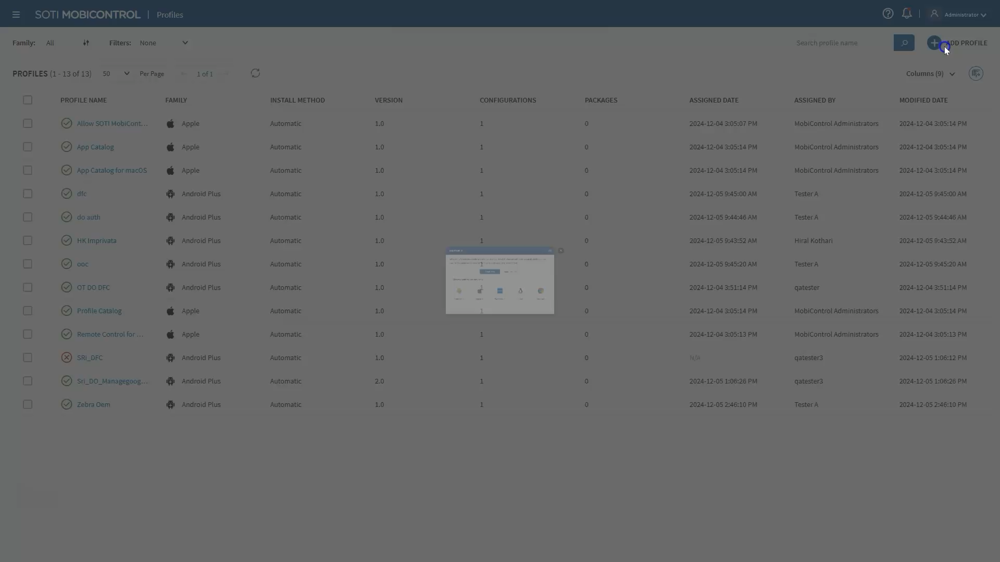 SOTI MOBICONTROL | Profiles
Administrator
Family: All
Filters: None
Search profile name
ADD PROFILE
PROFILES (1 - 13 of 13) 50 Per Page 1 of 1
Columns (9)
PROFILE NAME FAMILY INSTALL METHOD VERSION CONFIGURATIONS PACKAGES ASSIGNED DATE ASSIGNED BY MODIFIED DATE
Allow SOTI MobiCont... Apple Automatic 1.0 1 0 2024-12-04 3:05:07 PM MobiControl Administrators 2024-12-04 3:05:14 PM
App Catalog Apple Automatic 1.0 1 0 2024-12-04 3:05:14 PM MobiControl Administrators 2024-12-04 3:05:14 PM
App Catalog for macOS Apple Automatic 1.0 1 0 2024-12-04 3:05:14 PM MobiControl Administrators 2024-12-04 3:05:14 PM
dfc Android Plus Automatic 1.0 1 0 2024-12-05 9:45:00 AM Tester A 2024-12-05 9:45:00 AM
do auth Android Plus Automatic 1.0 1 0 2024-12-05 9:44:46 AM Tester A 2024-12-05 9:44:46 AM
HK Imprivata Android Plus Automatic 1.0 1 0 2024-12-05 9:43:52 AM Hiral Kothari 2024-12-05 9:43:52 AM
ooc Android Plus Automatic 1.0 1 0 2024-12-05 9:45:20 AM Tester A 2024-12-05 9:45:20 AM
OT DO DFC Android Plus Automatic 1.0 1 0 2024-12-04 3:51:14 PM qatester 2024-12-04 3:51:14 PM
Profile Catalog Apple Automatic 1.0 1 0 2024-12-04 3:05:14 PM MobiControl Administrators 2024-12-04 3:05:14 PM
Remote Control for ... Apple Automatic 1.0 1 0 2024-12-04 3:05:13 PM MobiControl Administrators 2024-12-04 3:05:13 PM
SRi_DFC Android Plus Automatic 1.0 1 0 N/A qatester3 2024-12-05 1:06:12 PM
Sri_DO_Managegoog... Android Plus Automatic 2.0 1 0 2024-12-05 1:06:26 PM qatester3 2024-12-05 1:06:26 PM
Zebra Oem Android Plus Automatic 1.0 1 0 2024-12-05 2:46:10 PM Tester A 2024-12-05 2:46:10 PM